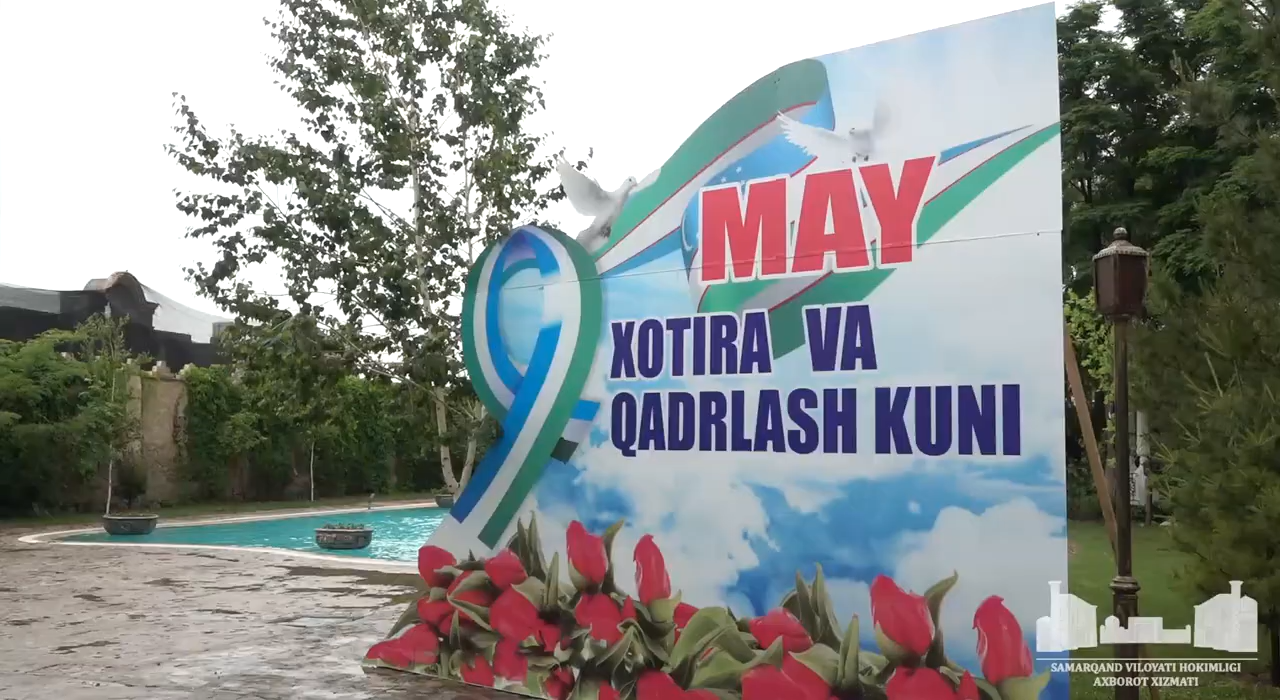 9 MAY
XOTIRA VA
QADRLASH KUNI
SAMARQAND VILOYATI HOKIMLIGI
AXBOROT XIZMATI